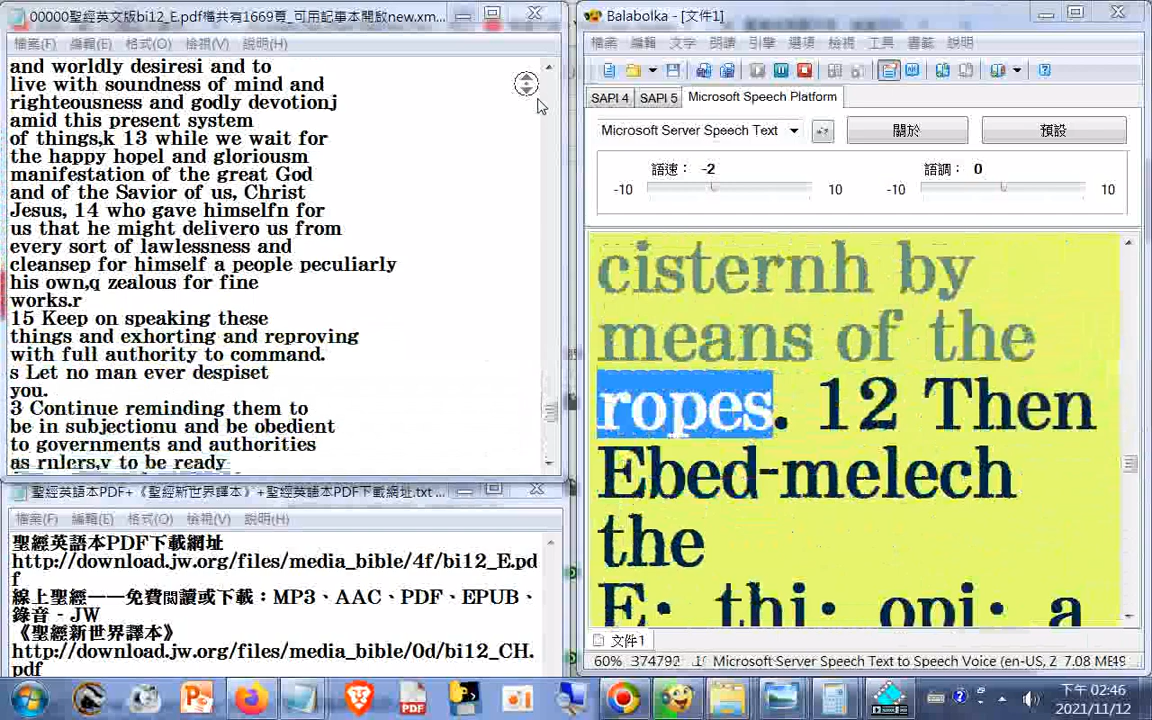 00000聖經英文版bi12_E.pdf檔共有1669頁_可用記事本開啟new.xm...
檔案(F) 編輯(E) 格式(O) 檢視(V) 說明(H)
and worldly desiresi and to
live with soundness of mind and
righteousness and godly devotionj
amid this present system
of things,k 13 while we wait for
the happy hopel and gloriousm
manifestation of the great God
and of the Savior of us, Christ
Jesus, 14 who gave himselfn for
us that he might delivero us from
every sort of lawlessness and
cleansep for himself a people peculiarly
his own,q zealous for fine
works.r
15 Keep on speaking these
things and exhorting and reproving
with full authority to command.
s Let no man ever despiset
you.
3 Continue reminding them to
be in subjectionu and be obedient
to governments and authorities
as rulers,v to be ready
聖經英語本PDF+《聖經新世界譯本》+聖經英語本PDF下載網址.txt ...
檔案(F) 編輯(E) 格式(O) 檢視(V) 說明(H)
聖經英語本PDF下載網址
http://download.jw.org/files/media_bible/4f/bi12_E.pd
f
線上聖經——免費閱讀或下載：MP3、AAC、PDF、EPUB、
錄音 - JW
《聖經新世界譯本》
http://download.jw.org/files/media_bible/0d/bi12_CH.
pdf
Balabolka - [文件1]
檔案 編輯 文字 朗讀 引擎 選項 檢視 工具 書籤 說明
SAPI 4 SAPI 5 Microsoft Speech Platform
Microsoft Server Speech Text 關於 預設
語速： -2 語調： 0
-10 10 -10 10
cisternh by
means of the
ropes. 12 Then
Ebed-melech
the
E· thi· opi· a
文件1
60% 374792 Microsoft Server Speech Text to Speech Voice (en-US, Z 7.08 ME
下午 02:46
2021/11/12